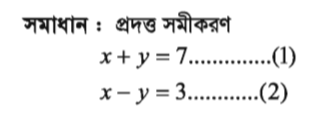 সমাধান : প্রদত্ত সমীকরণ
x + y = 7..............(1)
x − y = 3............(2)